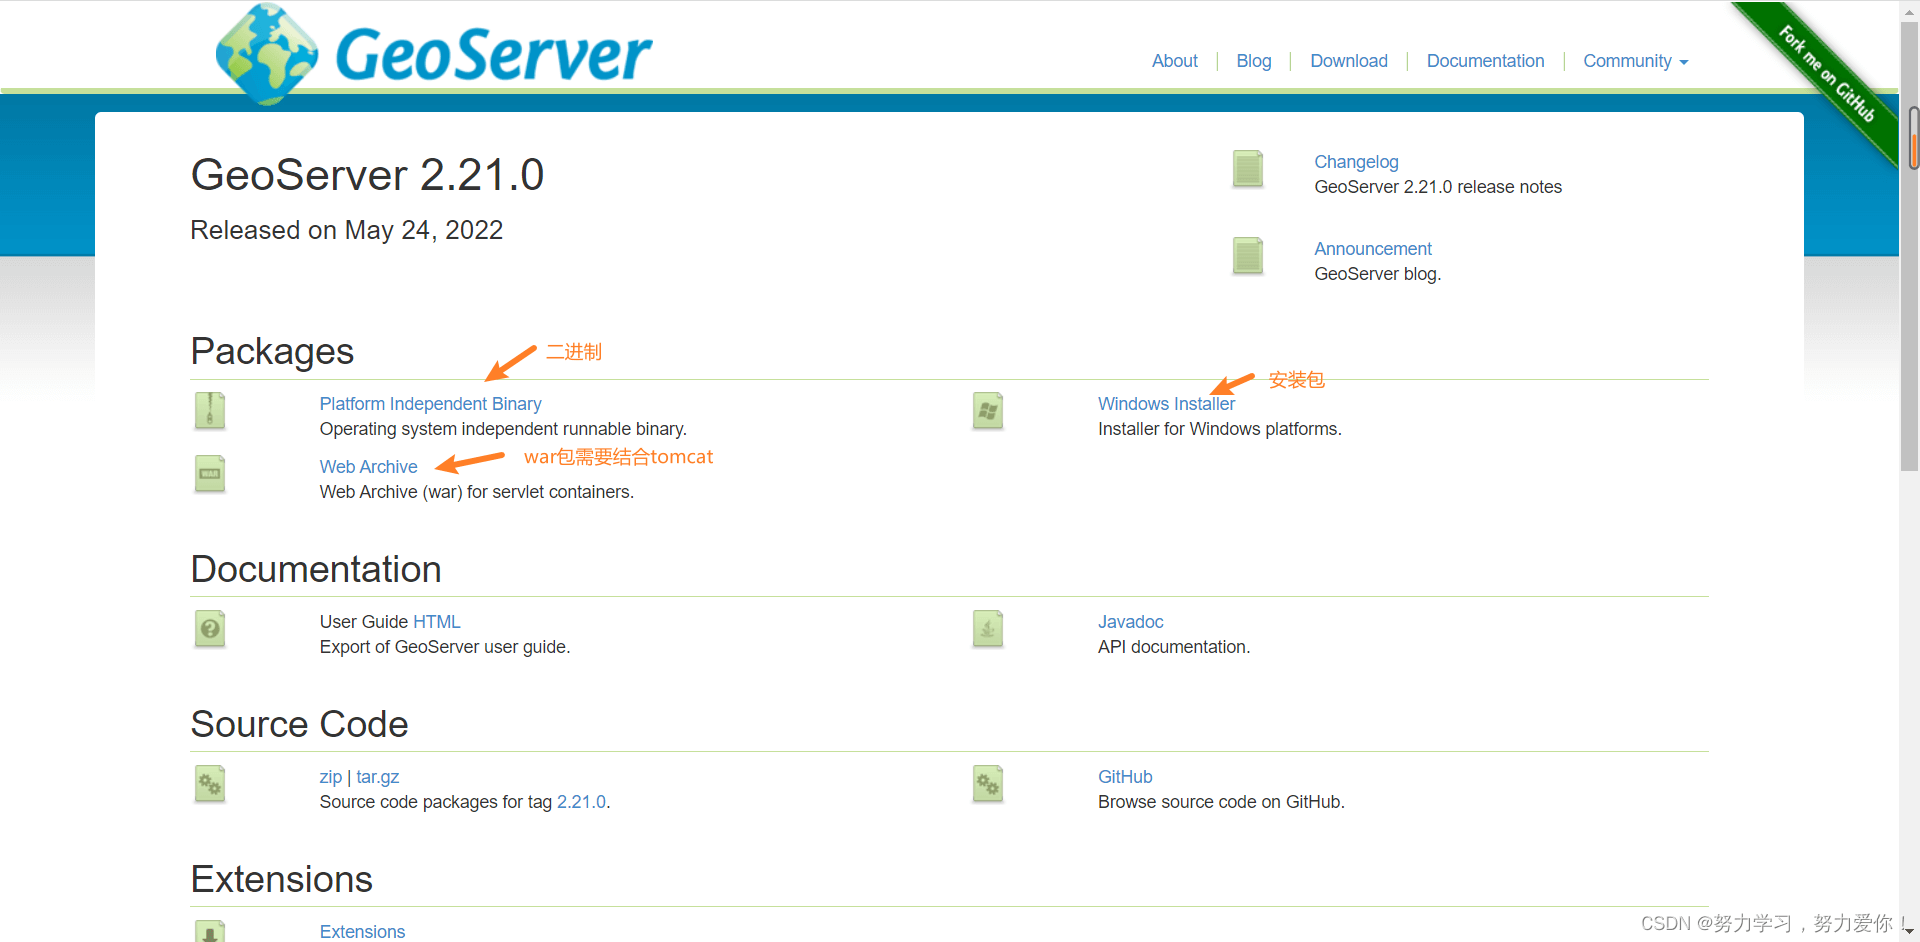 GeoServer
About
Blog
Download
Documentation
Community
Fork me on GitHub
GeoServer 2.21.0
Released on May 24, 2022
Changelog
GeoServer 2.21.0 release notes
Announcement
GeoServer blog.
Packages
二进制
安装包
Platform Independent Binary
Operating system independent runnable binary.
Windows Installer
Installer for Windows platforms.
WAR
Web Archive
war包需要结合tomcat
Web Archive (war) for servlet containers.
Documentation
User Guide HTML
Export of GeoServer user guide.
Javadoc
API documentation.
Source Code
zip | tar.gz
Source code packages for tag 2.21.0.
GitHub
Browse source code on GitHub.
Extensions
Extensions
CSDN @努力学习，努力爱你！